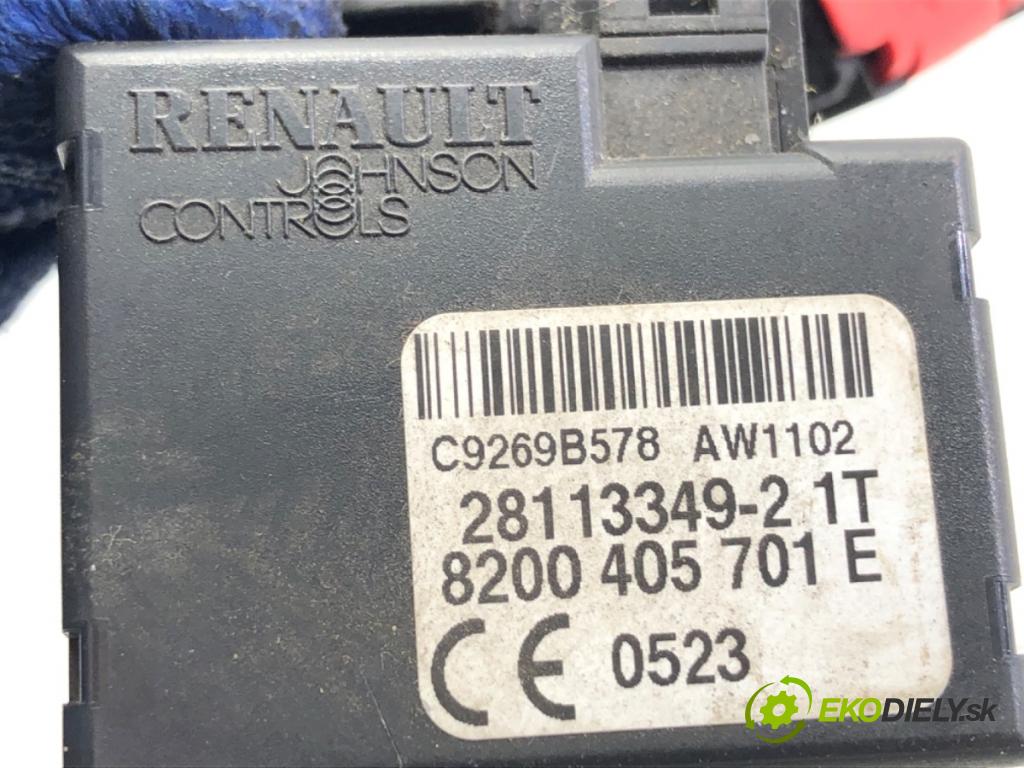 RENAULT
JOHNSON
CONTROLS
C9269B578 AW1102
28113349-2 1T
8200 405 701 E
CE 0523
EKODIELY.sk